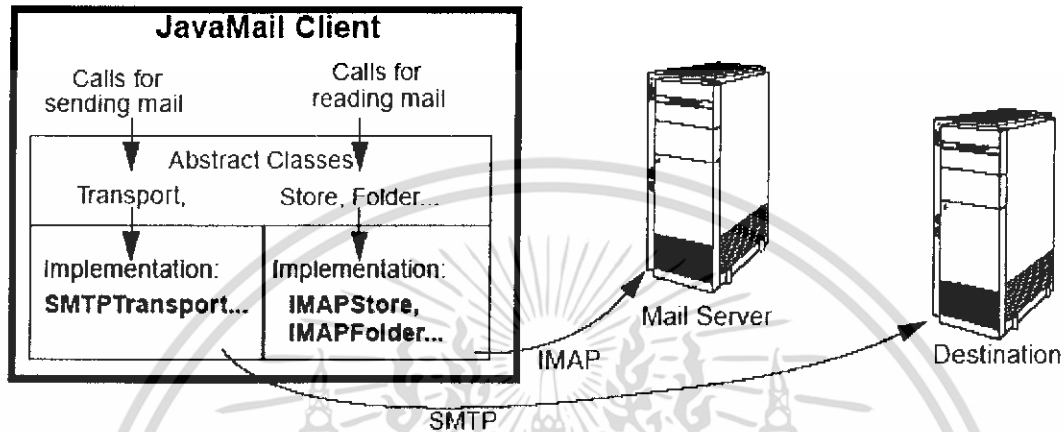 JavaMail Client
Calls for
sending mail
Calls for
reading mail
Abstract Classes
Transport,
Store, Folder...
Implementation:
SMTPTransport...
Implementation:
IMAPStore,
IMAPFolder...
Mail Server
Destination
IMAP
SMTP